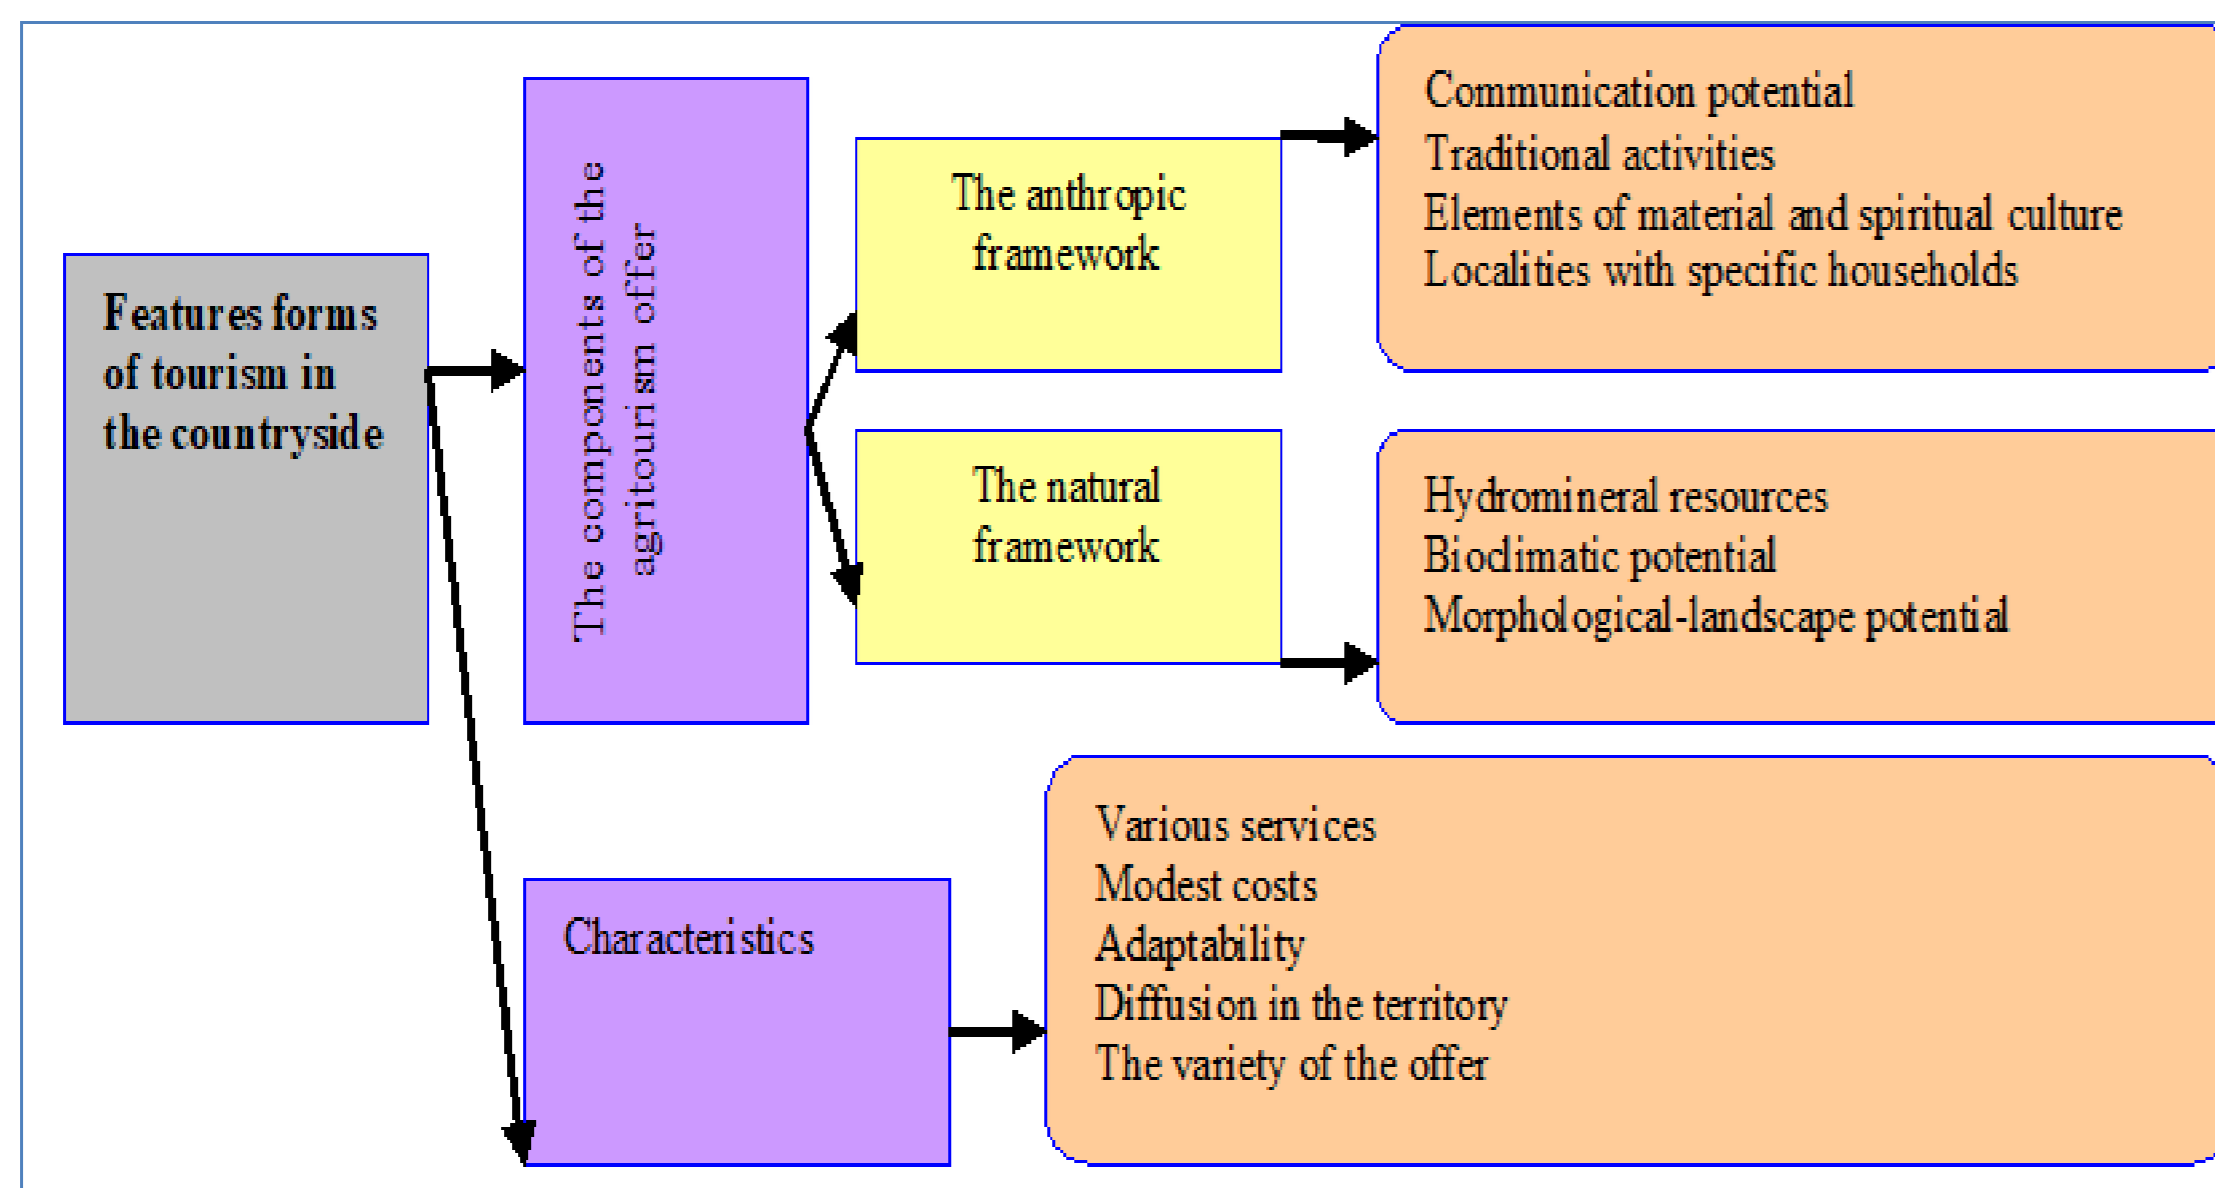 Features forms
of tourism in
the countryside
The components of the
agritourism offer
The anthropic
framework
Communication potential
Traditional activities
Elements of material and spiritual culture
Localities with specific households
The natural
framework
Hydromineral resources
Bioclimatic potential
Morphological-landscape potential
Characteristics
Various services
Modest costs
Adaptability
Diffusion in the territory
The variety of the offer